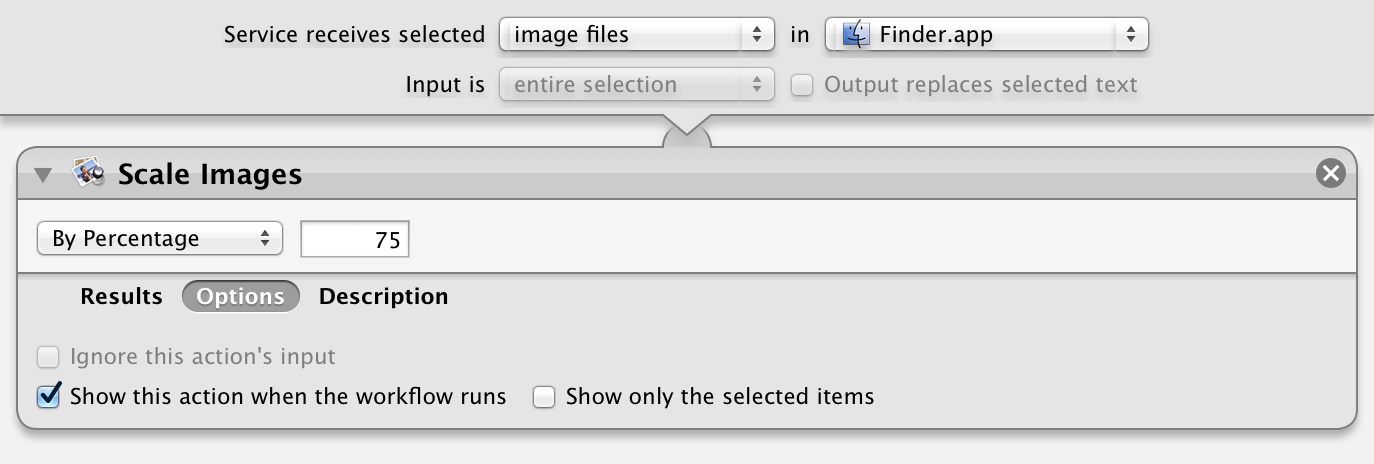 Service receives selected image files in Finder.app
Input is entire selection Output replaces selected text
Scale Images
By Percentage 75
Results Options Description
Ignore this action's input
Show this action when the workflow runs Show only the selected items